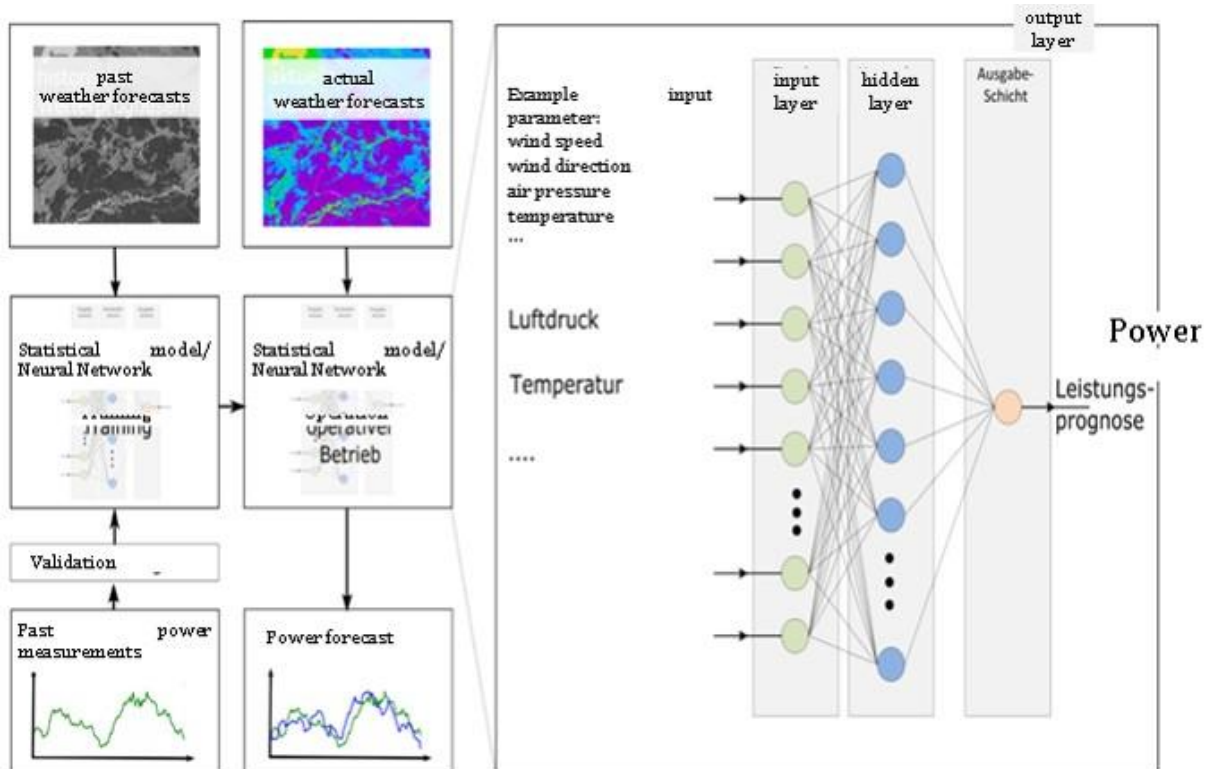 past
weather forecasts
actual
weather forecasts
Statistical model/
Neural Network
Training
Statistical model/
Neural Network
operativer
Betrieb
Validation
Past power
measurements
Power forecast
Example input
parameter:
wind speed
wind direction
air pressure
temperature
...
Luftdruck
Temperatur
....
input
layer
hidden
layer
output
layer
Ausgabe-
Schicht
Power
Leistungs-
prognose